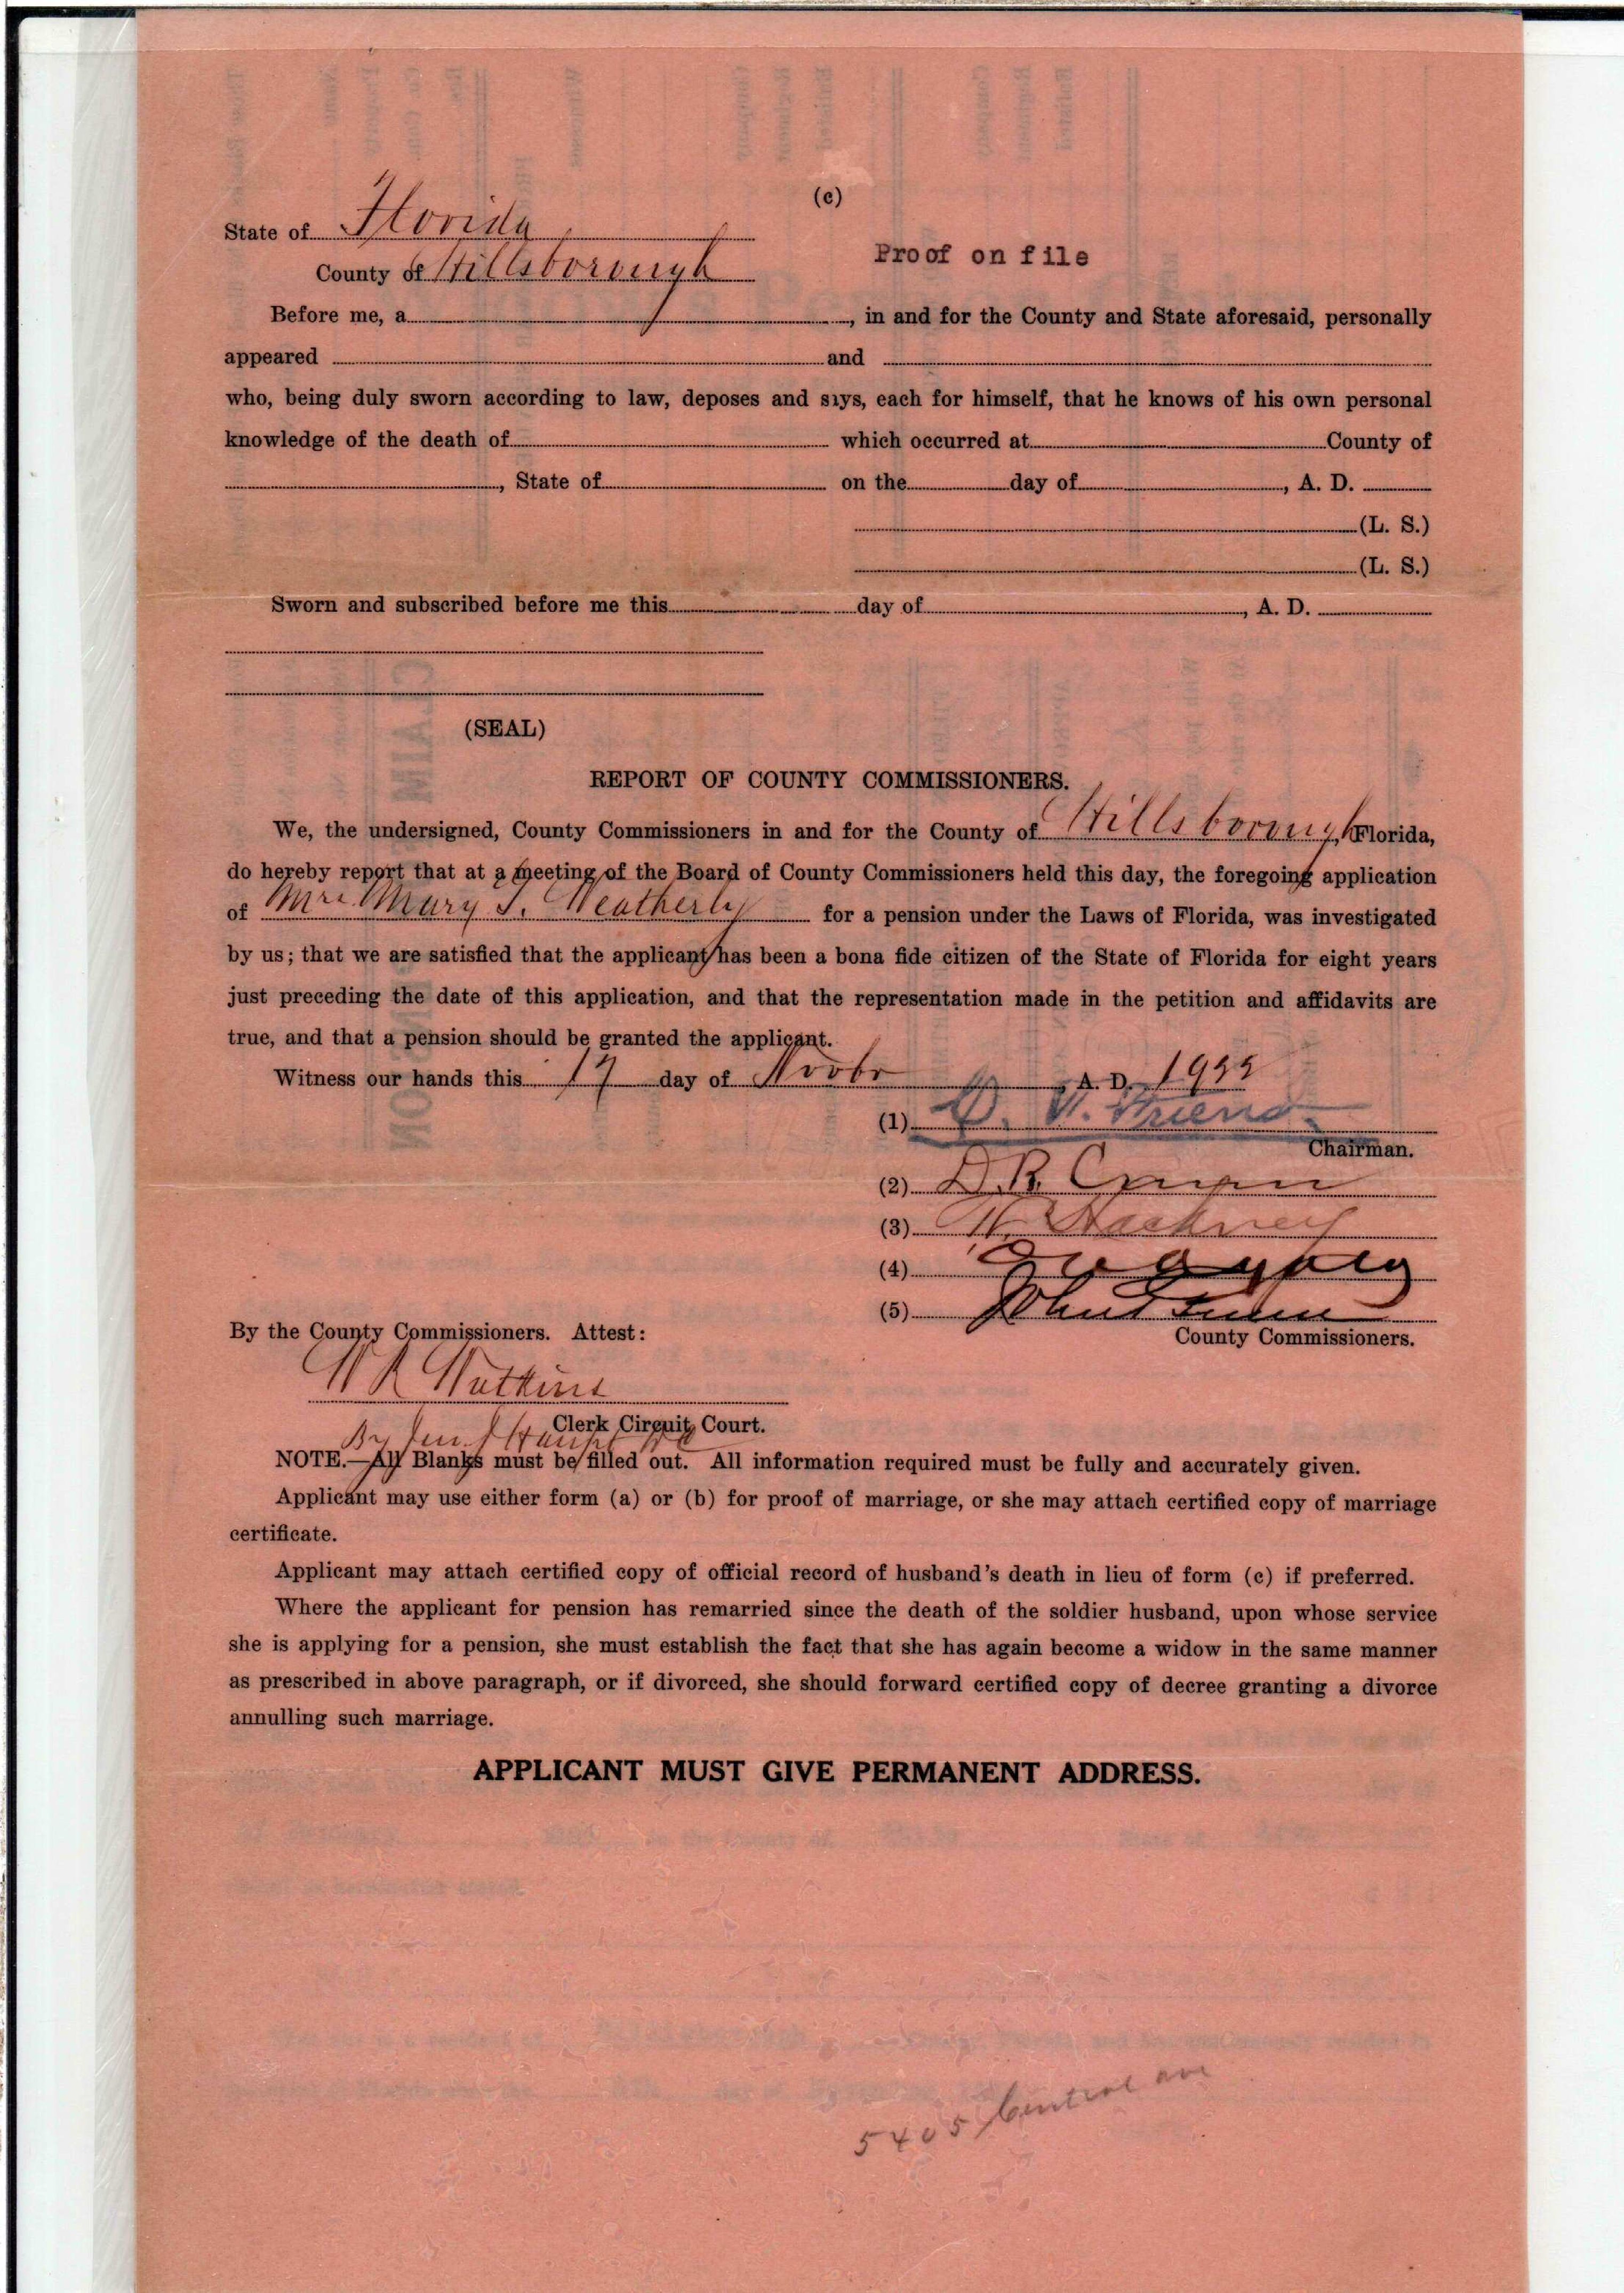 (c)
State of Florida
Proof on file
County of Hillsborough
Before me, a , in and for the County and State aforesaid, personally
appeared and
who, being duly sworn according to law, deposes and says, each for himself, that he knows of his own personal
knowledge of the death of which occurred at County of
, State of on the day of , A. D.
(L. S.)
(L. S.)
Sworn and subscribed before me this day of , A. D.
(SEAL)
REPORT OF COUNTY COMMISSIONERS.
We, the undersigned, County Commissioners in and for the County of Hillsborough, Florida,
do hereby report that at a meeting of the Board of County Commissioners held this day, the foregoing application
of Mrs Mary S. Weatherly for a pension under the Laws of Florida, was investigated
by us; that we are satisfied that the applicant has been a bona fide citizen of the State of Florida for eight years
just preceding the date of this application, and that the representation made in the petition and affidavits are
true, and that a pension should be granted the applicant.
Witness our hands this 17 day of Novbr , A. D. 1922
(1) Friend
Chairman.
(2) D. B.
(3) W. Hackney
(4)
(5) John
County Commissioners.
By the County Commissioners. Attest:
W A Watkins
Clerk Circuit Court.
By
NOTE.—All Blanks must be filled out. All information required must be fully and accurately given.
Applicant may use either form (a) or (b) for proof of marriage, or she may attach certified copy of marriage
certificate.
Applicant may attach certified copy of official record of husband's death in lieu of form (c) if preferred.
Where the applicant for pension has remarried since the death of the soldier husband, upon whose service
she is applying for a pension, she must establish the fact that she has again become a widow in the same manner
as prescribed in above paragraph, or if divorced, she should forward certified copy of decree granting a divorce
annulling such marriage.
APPLICANT MUST GIVE PERMANENT ADDRESS.
5405 Central ave